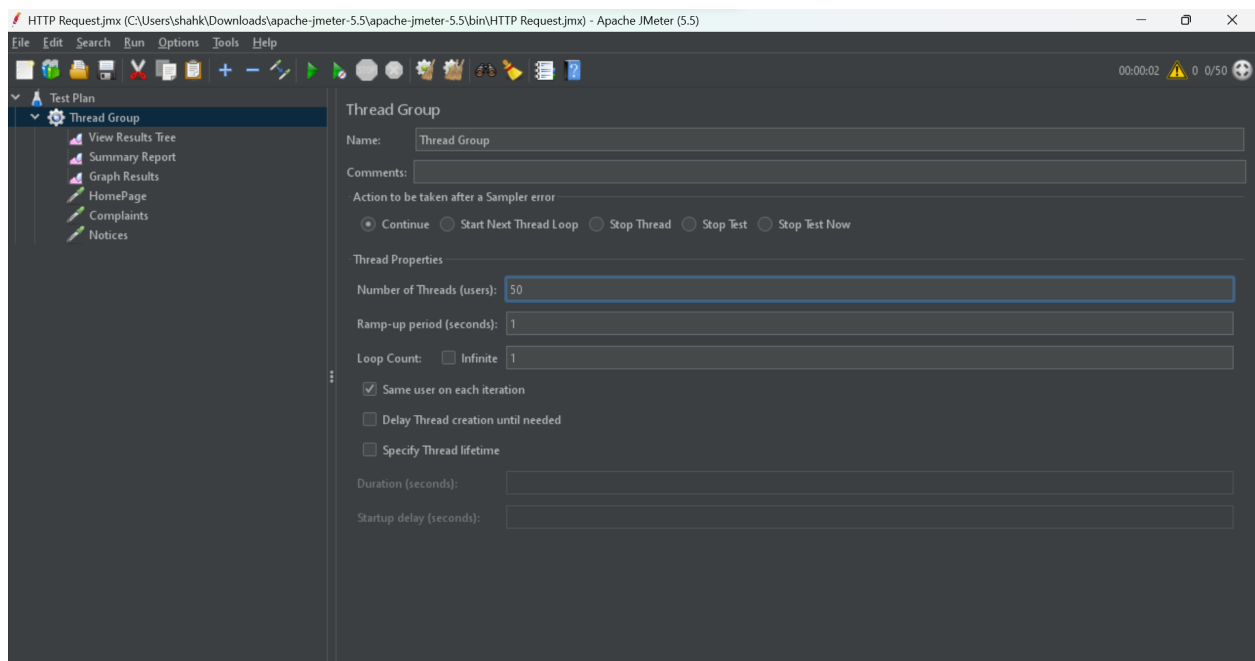 HTTP Request.jmx (C:\Users\shahk\Downloads\apache-jmeter-5.5\apache-jmeter-5.5\bin\HTTP Request.jmx) - Apache JMeter (5.5)
File Edit Search Run Options Tools Help
00:00:02 0 0/50
Test Plan
Thread Group
View Results Tree
Summary Report
Graph Results
HomePage
Complaints
Notices
Thread Group
Name: Thread Group
Comments:
Action to be taken after a Sampler error
Continue Start Next Thread Loop Stop Thread Stop Test Stop Test Now
Thread Properties
Number of Threads (users): 50
Ramp-up period (seconds): 1
Loop Count: Infinite 1
Same user on each iteration
Delay Thread creation until needed
Specify Thread lifetime
Duration (seconds):
Startup delay (seconds):